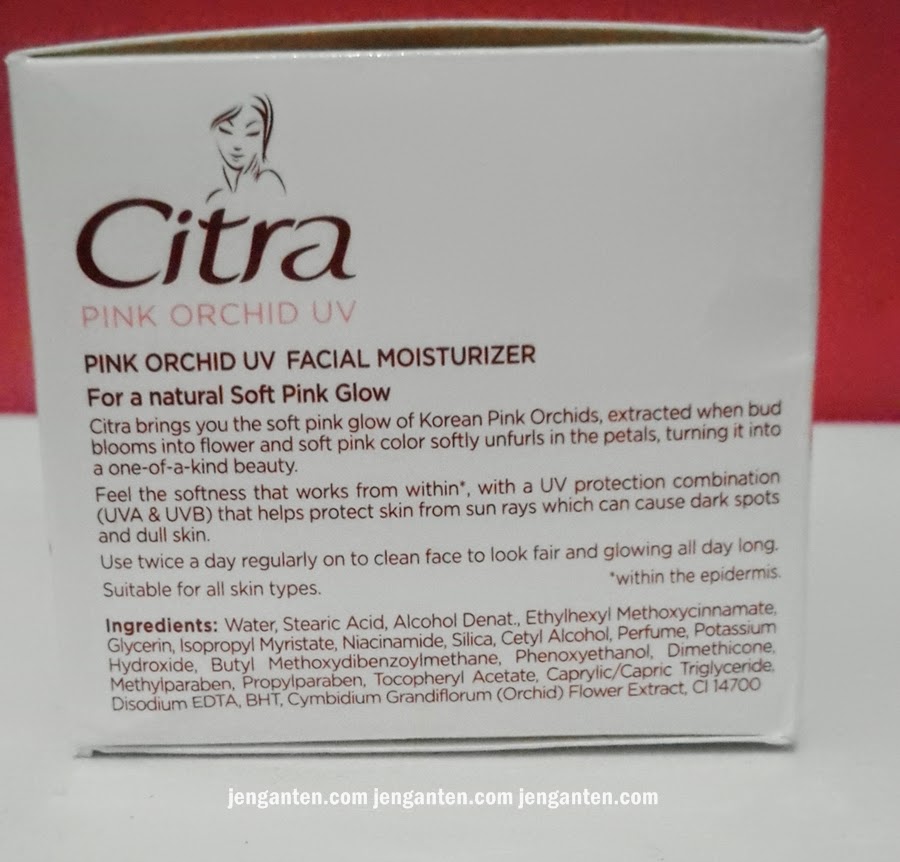 Citra
PINK ORCHID UV
PINK ORCHID UV FACIAL MOISTURIZER
For a natural Soft Pink Glow
Citra brings you the soft pink glow of Korean Pink Orchids, extracted when bud
blooms into flower and soft pink color softly unfurls in the petals, turning it into
a one-of-a-kind beauty.
Feel the softness that works from within*, with a UV protection combination
(UVA & UVB) that helps protect skin from sun rays which can cause dark spots
and dull skin.
Use twice a day regularly on to clean face to look fair and glowing all day long.
Suitable for all skin types.
*within the epidermis.
Ingredients: Water, Stearic Acid, Alcohol Denat., Ethylhexyl Methoxycinnamate,
Glycerin, Isopropyl Myristate, Niacinamide, Silica, Cetyl Alcohol, Perfume, Potassium
Hydroxide, Butyl Methoxydibenzoylmethane, Phenoxyethanol, Dimethicone,
Methylparaben, Propylparaben, Tocopheryl Acetate, Caprylic/Capric Triglyceride,
Disodium EDTA, BHT, Cymbidium Grandiflorum (Orchid) Flower Extract, CI 14700
jenganten.com jenganten.com jenganten.com